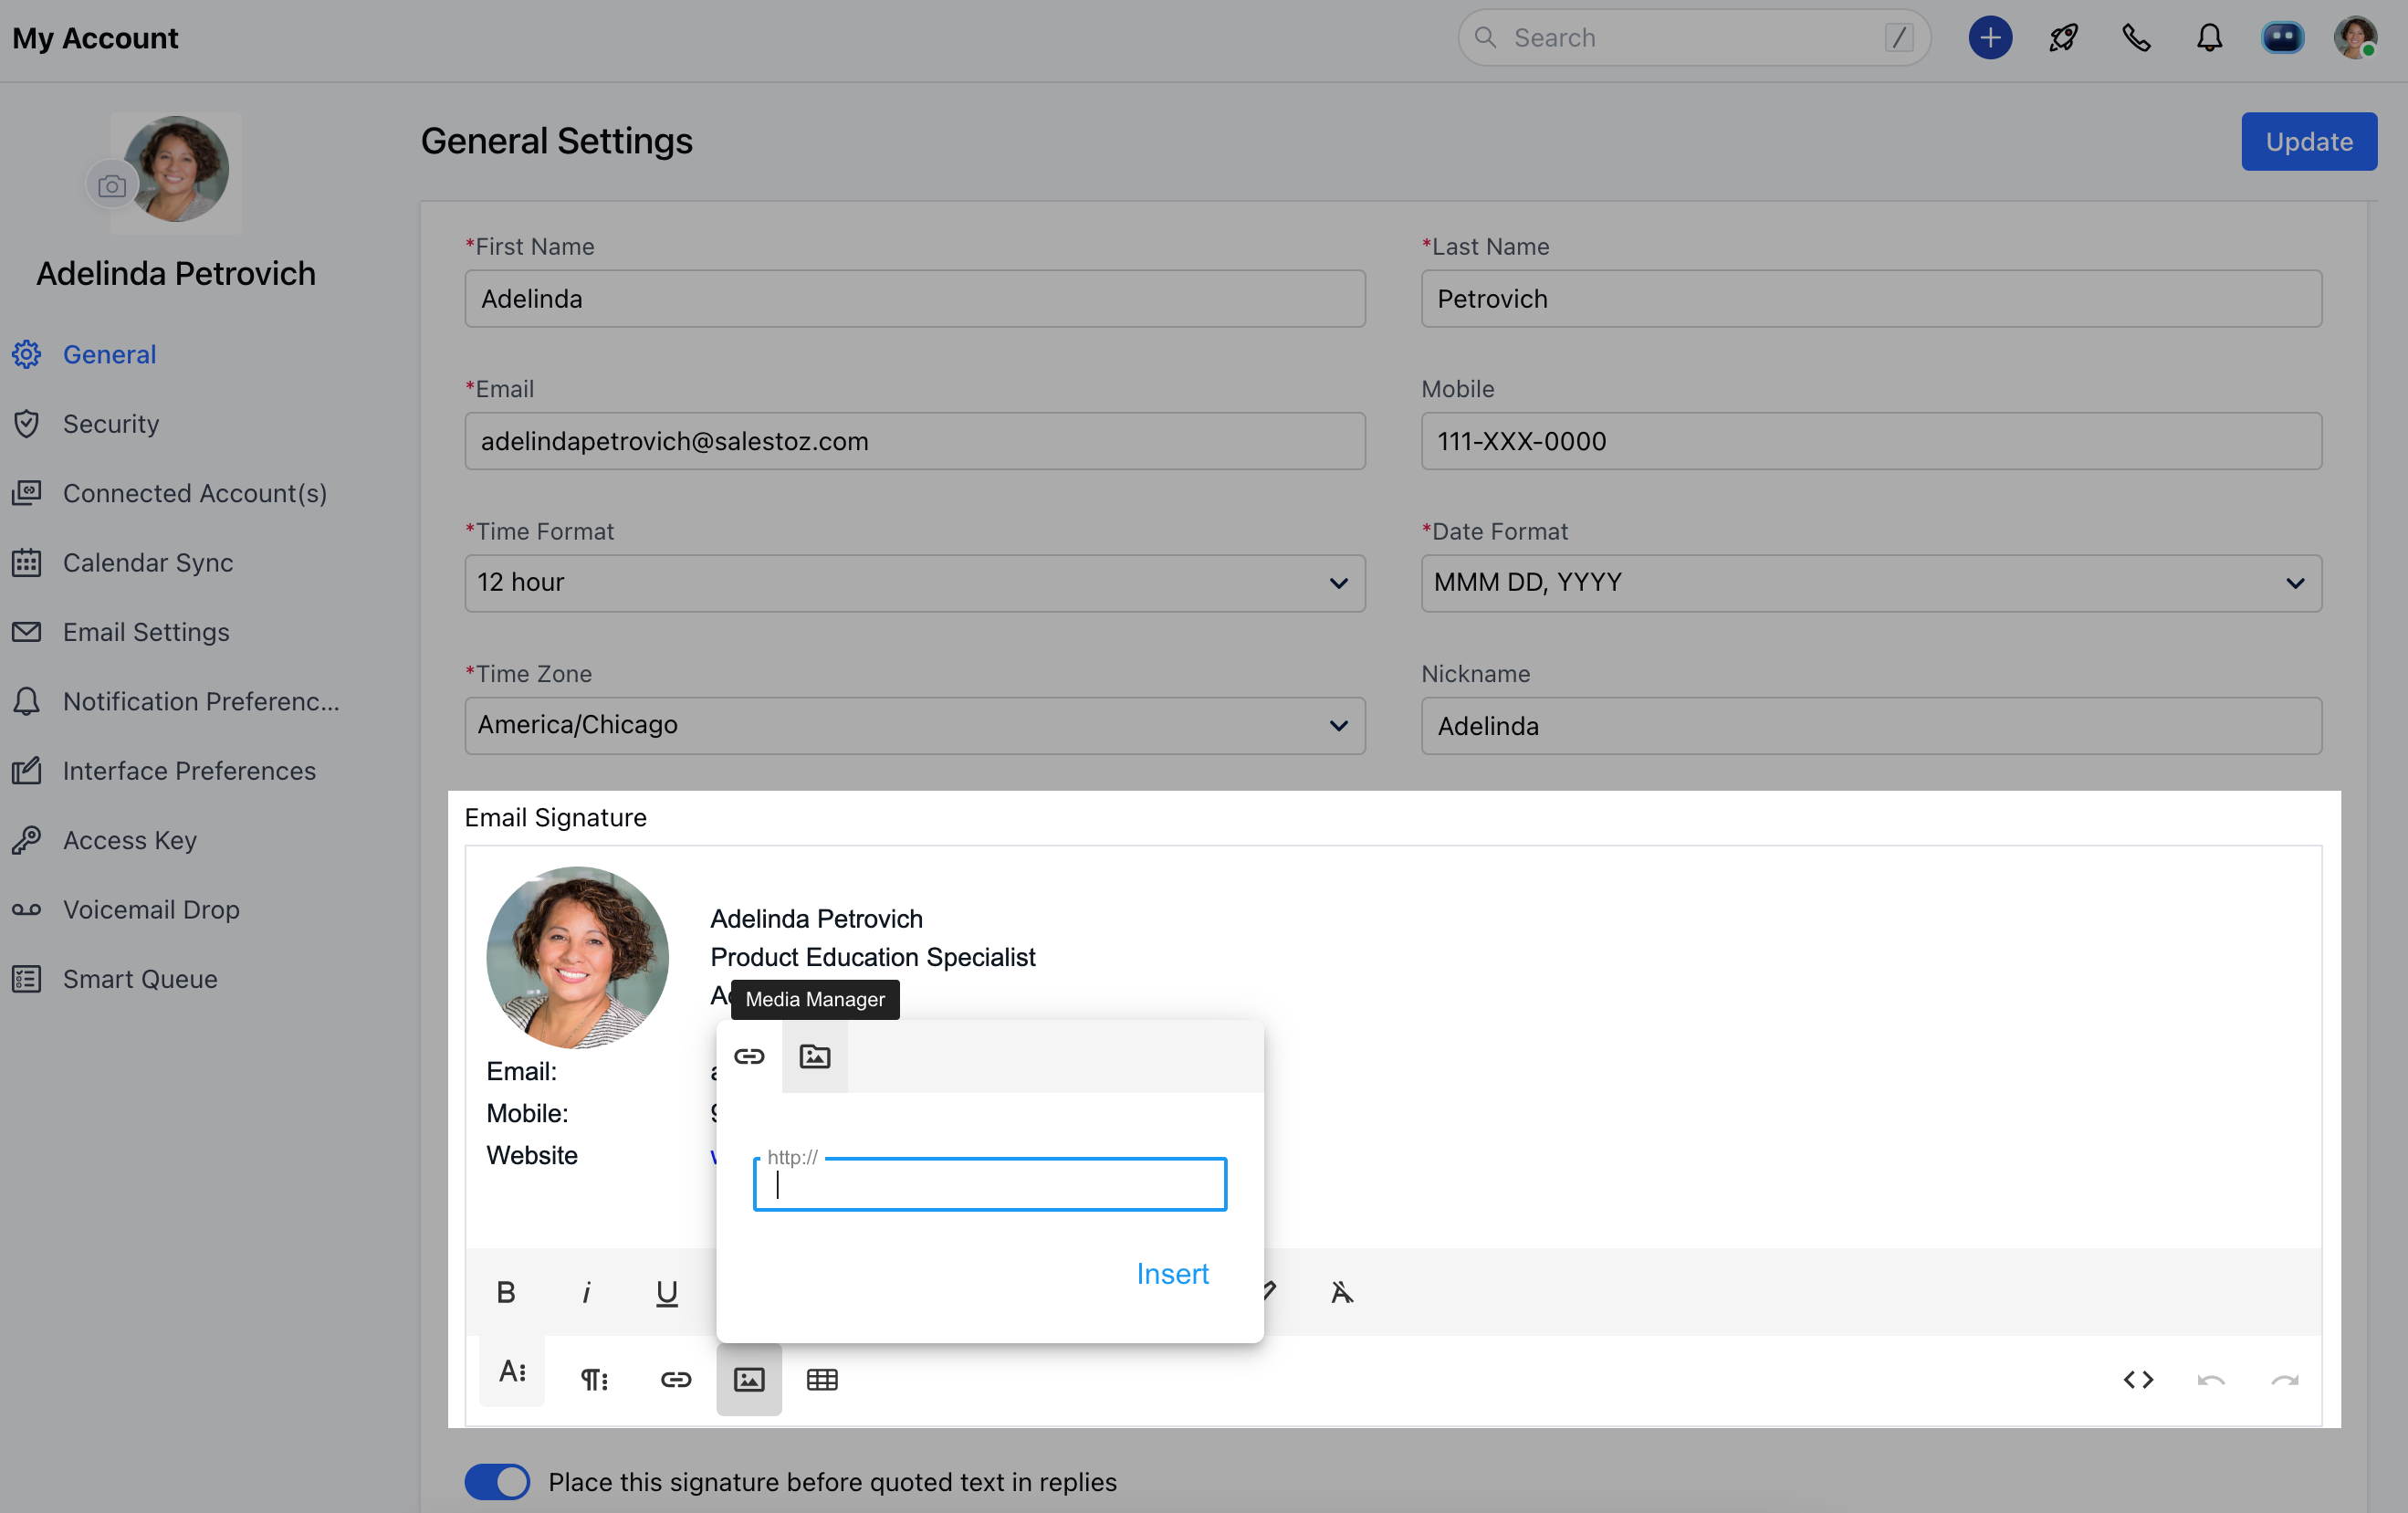 My Account
Search /
General Settings
Update
Adelinda Petrovich
General
Security
Connected Account(s)
Calendar Sync
Email Settings
Notification Preferenc...
Interface Preferences
Access Key
Voicemail Drop
Smart Queue
*First Name
Adelinda
*Last Name
Petrovich
*Email
adelindapetrovich@salestoz.com
Mobile
111-XXX-0000
*Time Format
12 hour
*Date Format
MMM DD, YYYY
*Time Zone
America/Chicago
Nickname
Adelinda
Email Signature
Adelinda Petrovich
Product Education Specialist
Media Manager
Email:
Mobile:
Website
http://
Insert
B i U
Place this signature before quoted text in replies